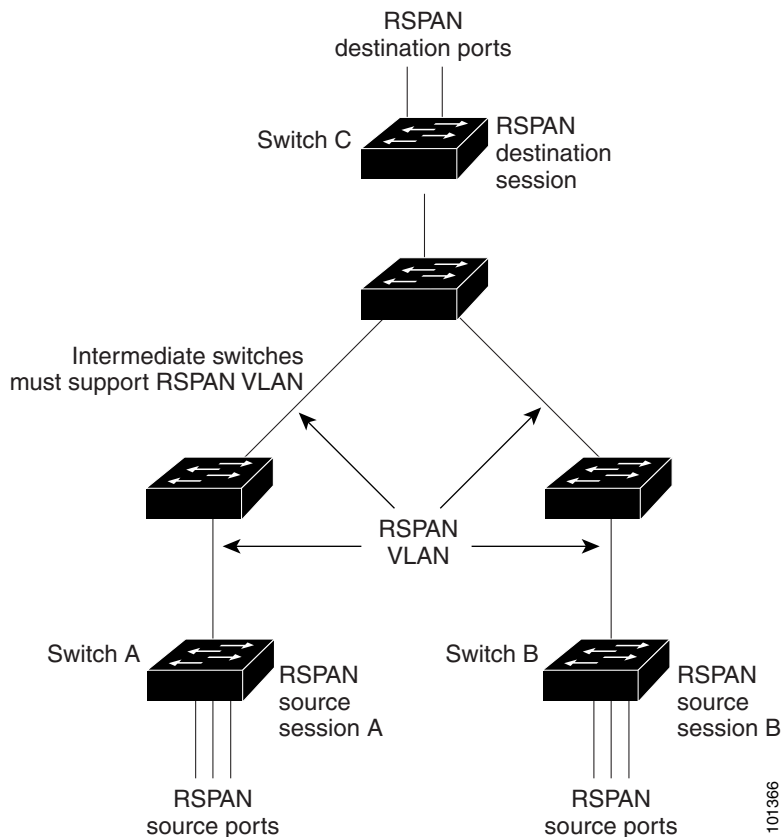 RSPAN
destination ports
Switch C
RSPAN
destination
session
Intermediate switches
must support RSPAN VLAN
RSPAN
VLAN
Switch A
RSPAN
source
session A
Switch B
RSPAN
source
session B
RSPAN
source ports
RSPAN
source ports
101366